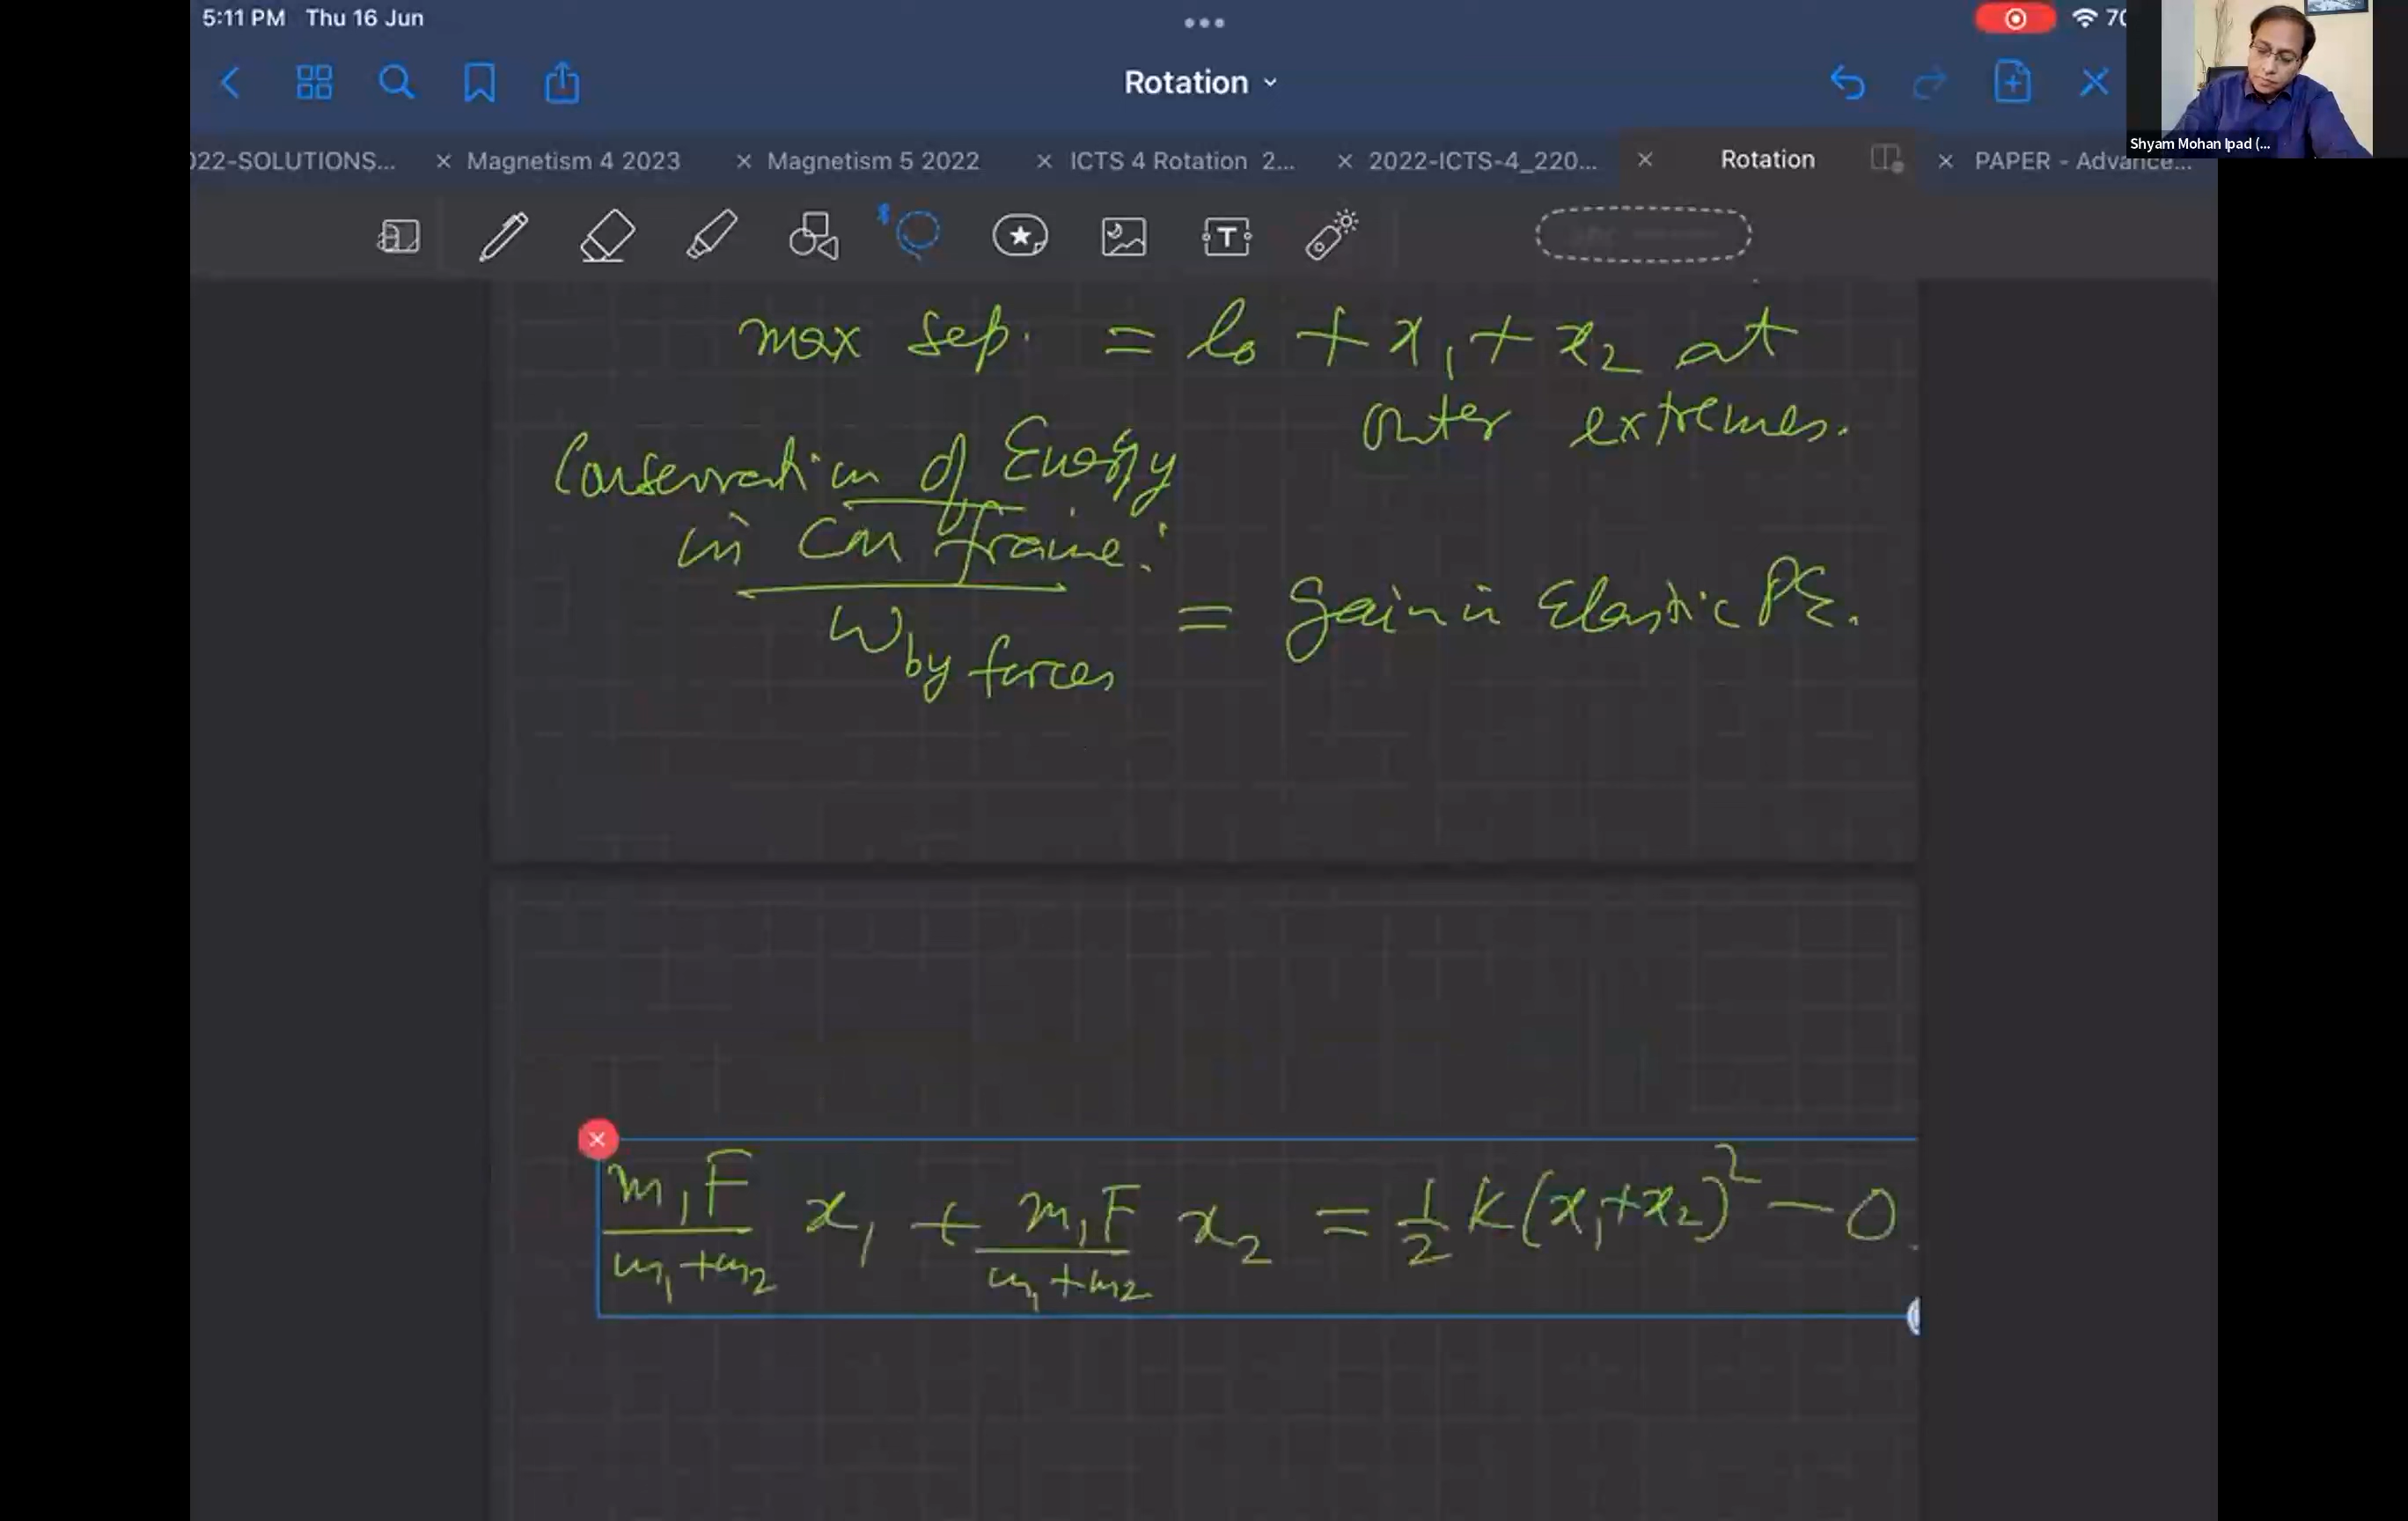 5:11 PM Thu 16 Jun
70
Rotation
Shyam Mohan Ipad (...
022-SOLUTIONS...
Magnetism 4 2023
Magnetism 5 2022
ICTS 4 Rotation 2...
2022-ICTS-4_220...
Rotation
PAPER - Advance...
T
max sep. = l₀ + x₁ + x₂ at
outer extremes.
Conservation of Energy
in CM frame:
W by forces = gain in Elastic PE.
m₁F/(m₁+m₂) x₁ + m₁F/(m₁+m₂) x₂ = 1/2 K(x₁+x₂)² − 0